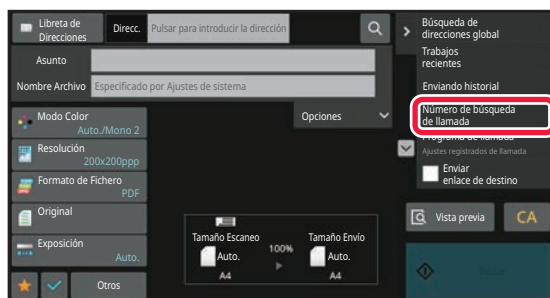 Libreta de
Direcciones
Direcc.
Pulsar para introducir la dirección
Asunto
Nombre Archivo
Especificado por Ajustes de sistema
Modo Color
Auto./Mono 2
Resolución
200x200ppp
Formato de Fichero
PDF
Original
Exposición
Auto.
Otros
Opciones
Tamaño Escaneo
Auto.
A4
100%
Tamaño Envío
Auto.
A4
Búsqueda de
direcciones global
Trabajos
recientes
Enviando historial
Número de búsqueda
de llamada
Programa de llamada
Ajustes registrados de llamada
Enviar
enlace de destino
Vista previa
CA